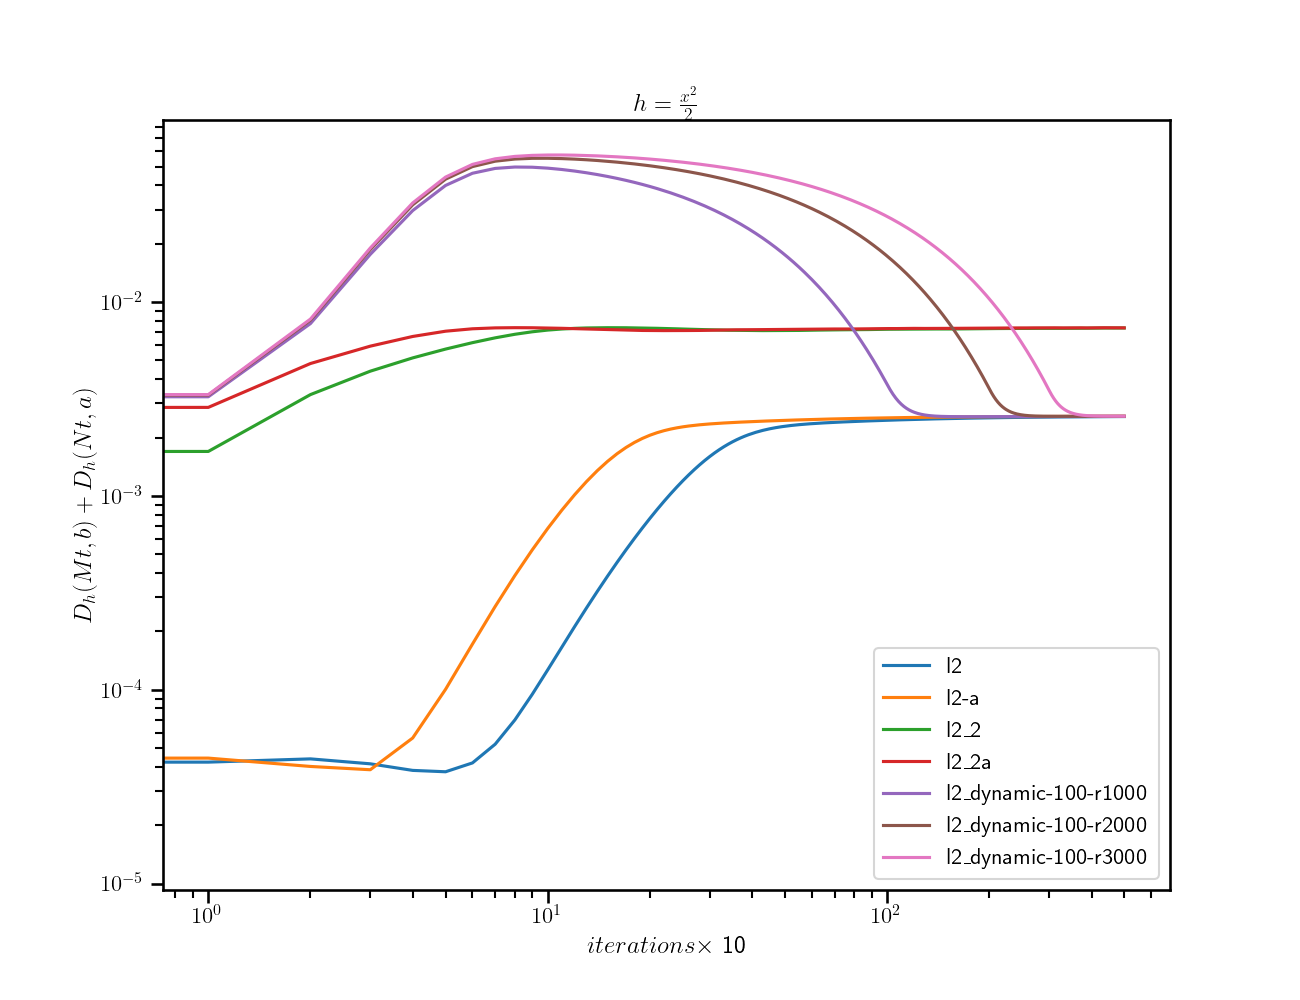 h = x²/2
D_h(Mt, b) + D_h(Nt, a)
10⁻²
10⁻³
10⁻⁴
10⁻⁵
10⁰ 10¹ 10²
iterations× 10
l2
l2-a
l2_2
l2_2a
l2_dynamic-100-r1000
l2_dynamic-100-r2000
l2_dynamic-100-r3000